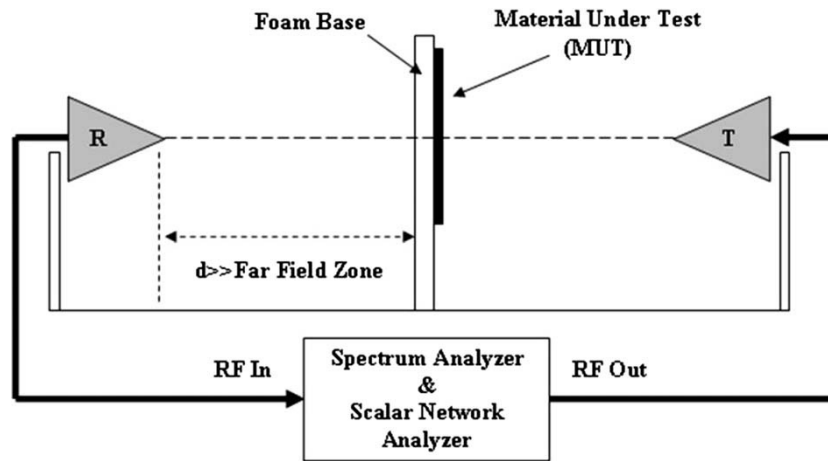 Foam Base
Material Under Test
(MUT)
R
T
d>>Far Field Zone
RF In
Spectrum Analyzer
&
Scalar Network
Analyzer
RF Out